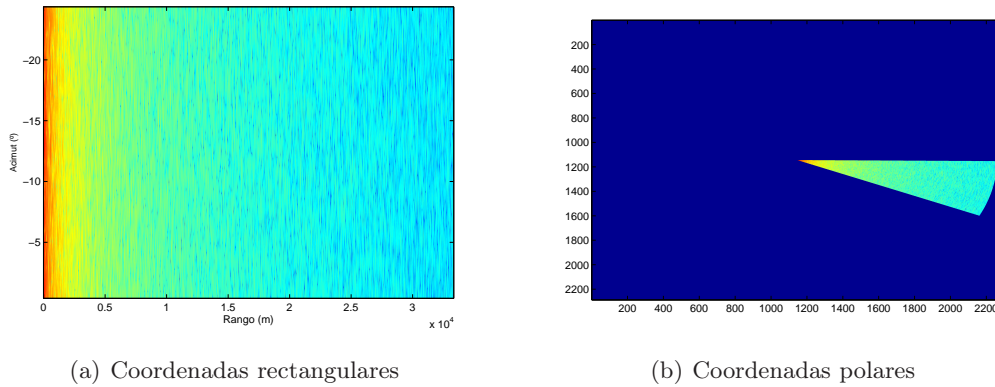 −20
−15
−10
−5
Acimut (º)
0 0.5 1 1.5 2 2.5 3
Rango (m)
x 10⁴
200
400
600
800
1000
1200
1400
1600
1800
2000
2200
200 400 600 800 1000 1200 1400 1600 1800 2000 2200
(a) Coordenadas rectangulares
(b) Coordenadas polares